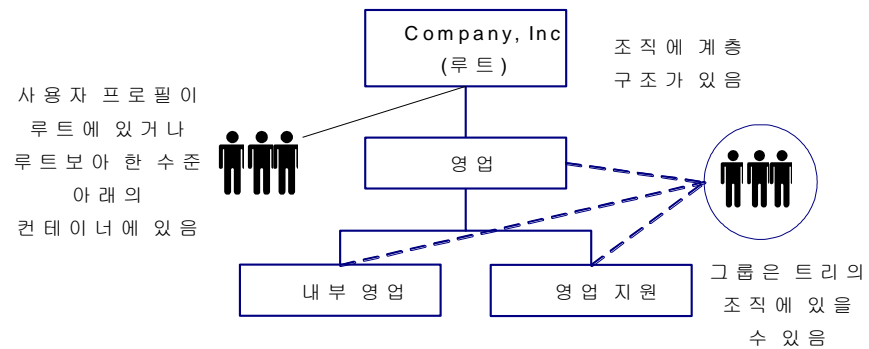 Company, Inc
(루트)
조직에 계층
구조가 있음
사용자 프로필이
루트에 있거나
루트보아 한 수준
아래의
컨테이너에 있음
영업
내부 영업
영업 지원
그룹은 트리의
조직에 있을
수 있음